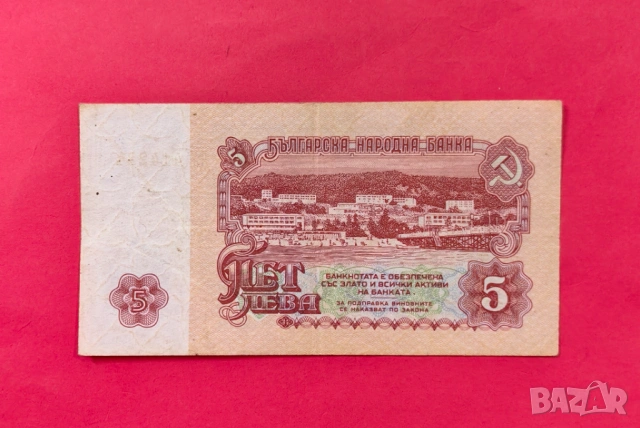 БЪЛГАРСКА НАРОДНА БАНКА
5
ПЕТ
ЛЕВА
БАНКНОТАТА Е ОБЕЗПЕЧЕНА
СЪС ЗЛАТО И ВСИЧКИ АКТИВИ
НА БАНКАТА.
ЗА ПОДПРАВКА ВИНОВНИТЕ
СЕ НАКАЗВАТ ПО ЗАКОНА
5
5
BAZAR